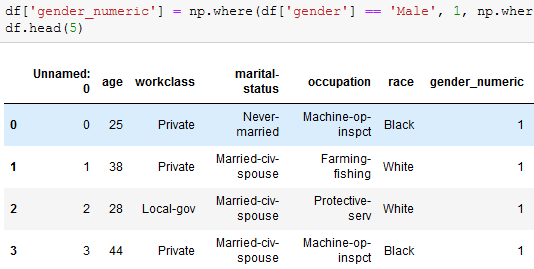 df['gender_numeric'] = np.where(df['gender'] == 'Male', 1, np.wher
df.head(5)
Unnamed: 0 age workclass marital-status occupation race gender_numeric
0 0 25 Private Never-married Machine-op-inspct Black 1
1 1 38 Private Married-civ-spouse Farming-fishing White 1
2 2 28 Local-gov Married-civ-spouse Protective-serv White 1
3 3 44 Private Married-civ-spouse Machine-op-inspct Black 1